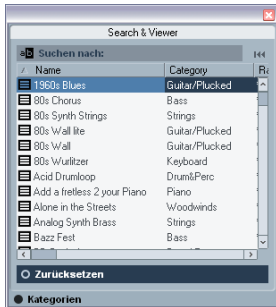 Search & Viewer
Suchen nach:
Name Category Ra
1960s Blues Guitar/Plucked
80s Chorus Bass
80s Synth Strings Strings
80s Wall lite Guitar/Plucked
80s Wall Guitar/Plucked
80s Wurlitzer Keyboard
Acid Drumloop Drum&Perc
Add a fretless 2 your Piano Piano
Alone in the Streets Woodwinds
Analog Synth Brass Strings
Bazz Fest Bass
Zurücksetzen
Kategorien